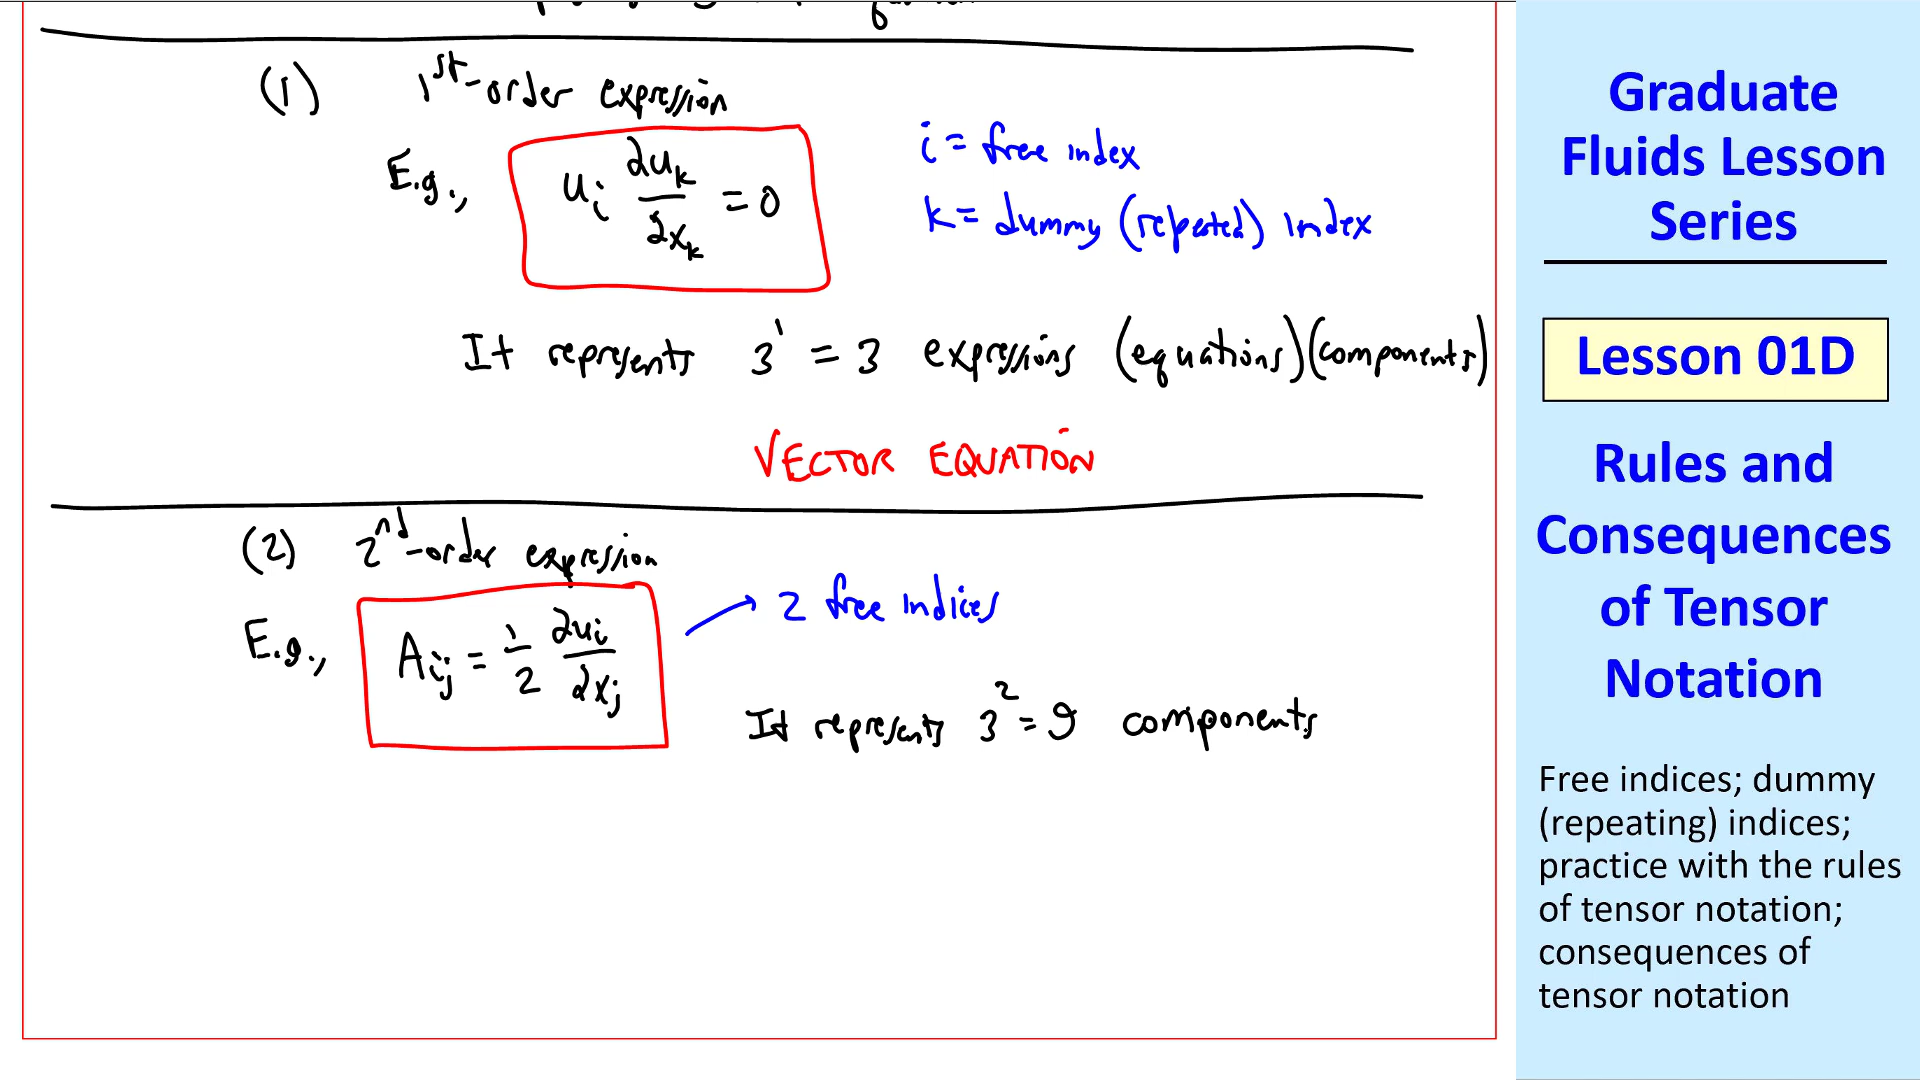 (1) 1st-order expression
E.g., u_i ∂u_k/∂x_k = 0
i = free index
k = dummy (repeated) index
It represents 3^1 = 3 expressions (equations)(components)
VECTOR EQUATION
(2) 2nd-order expression
E.g., A_ij = 1/2 ∂u_i/∂x_j
→ 2 free indices
It represents 3^2 = 9 components
Graduate
Fluids Lesson
Series
Lesson 01D
Rules and
Consequences
of Tensor
Notation
Free indices; dummy
(repeating) indices;
practice with the rules
of tensor notation;
consequences of
tensor notation